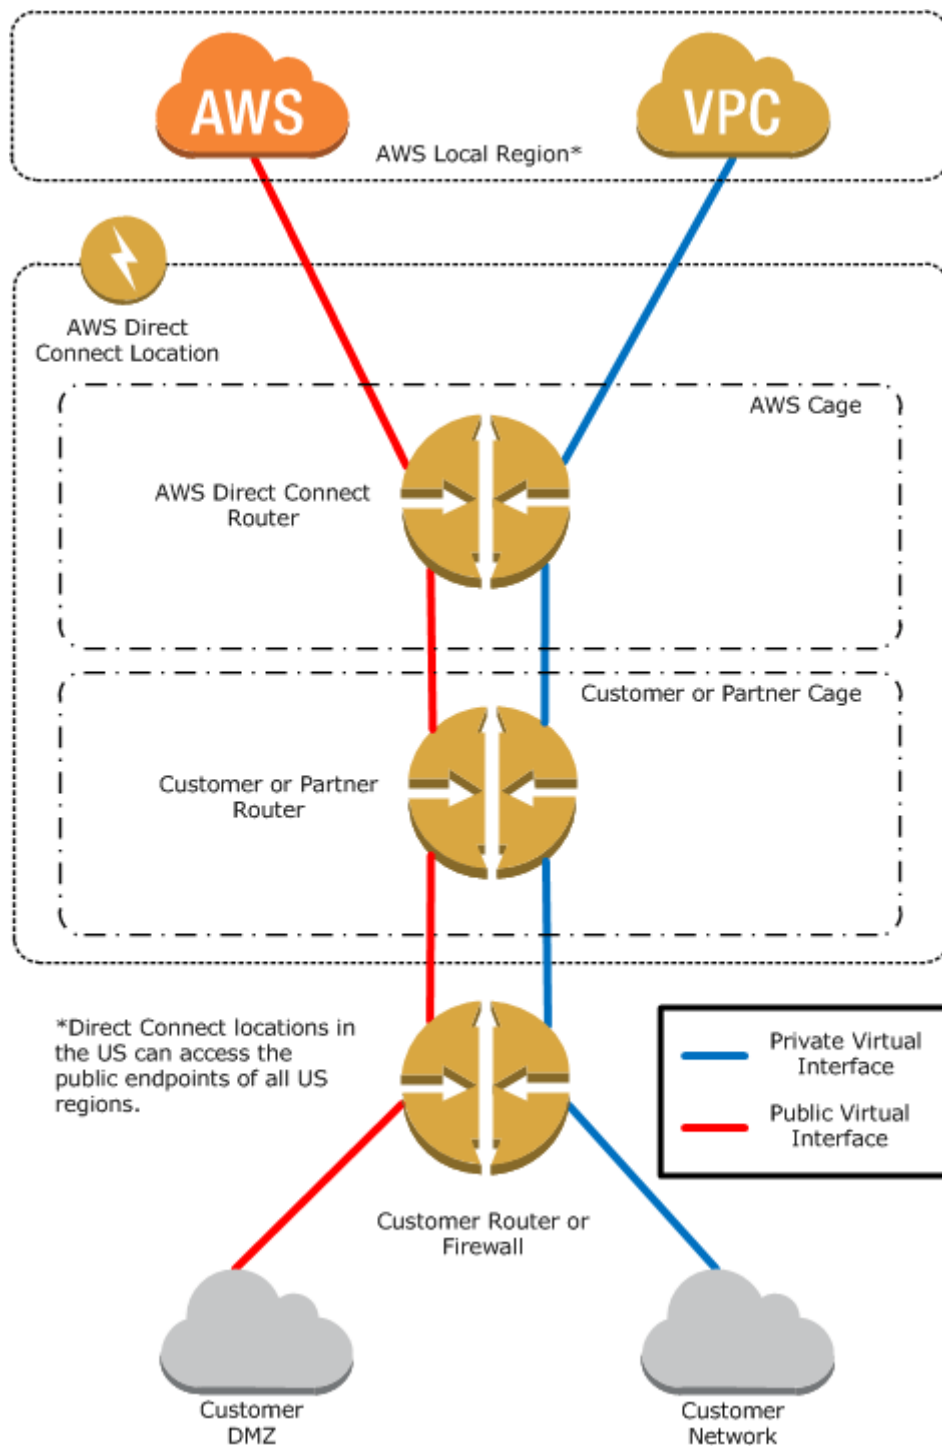 AWS
VPC
AWS Local Region*
AWS Direct
Connect Location
AWS Cage
AWS Direct Connect
Router
Customer or Partner Cage
Customer or Partner
Router
*Direct Connect locations in
the US can access the
public endpoints of all US
regions.
Private Virtual
Interface
Public Virtual
Interface
Customer Router or
Firewall
Customer
DMZ
Customer
Network